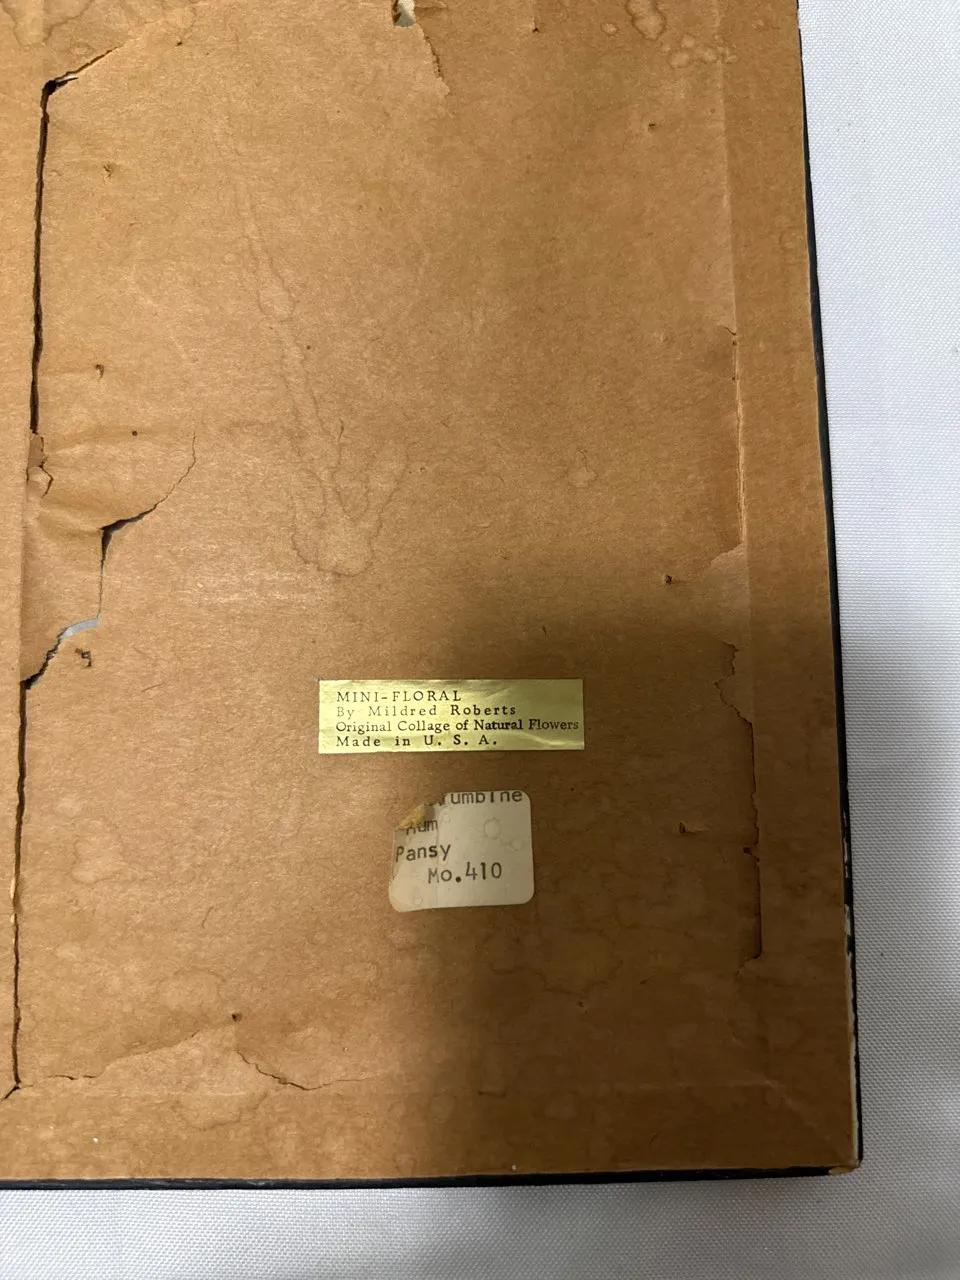 MINI-FLORAL
By Mildred Roberts
Original Collage of Natural Flowers
Made in U. S. A.
Pansy
Mo.410